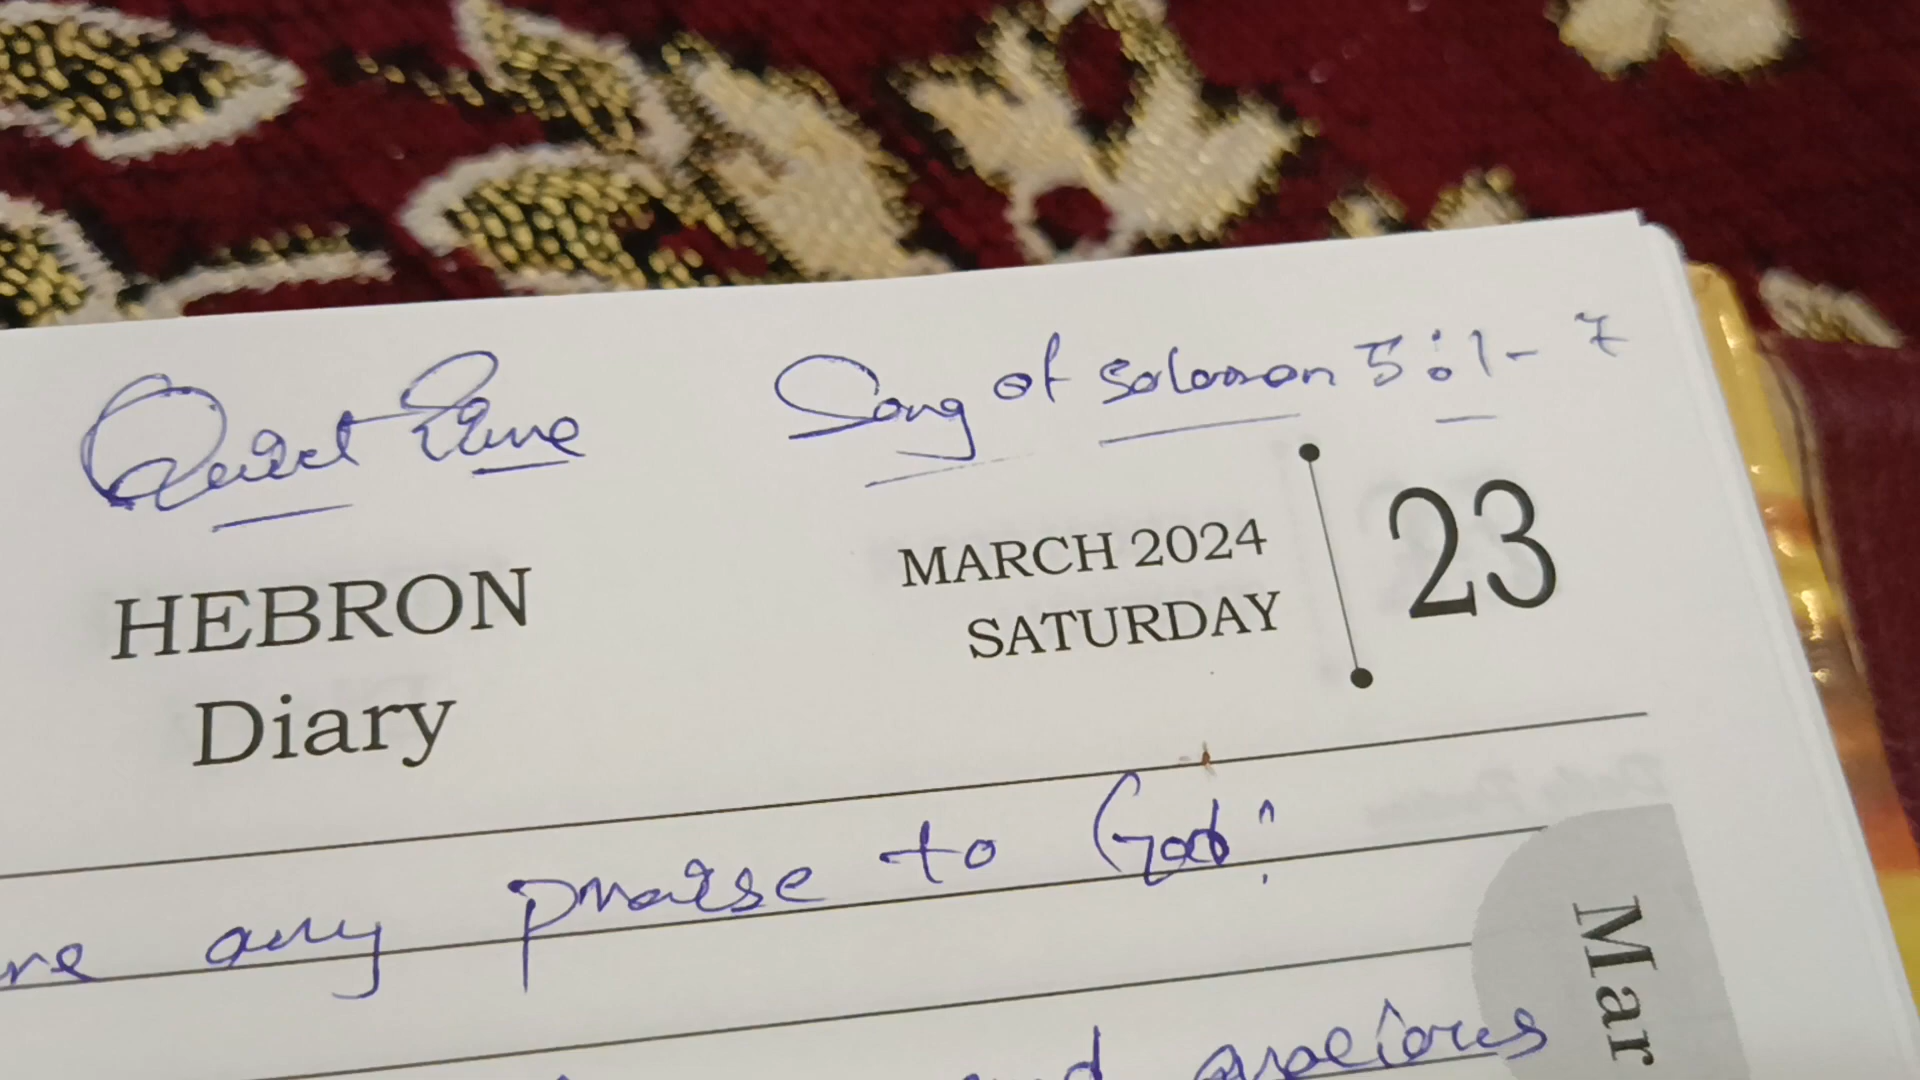 Quiet Time Song of Solomon 5:1-7
HEBRON
Diary
MARCH 2024
SATURDAY
23
any praise to God!
gracious
Mar